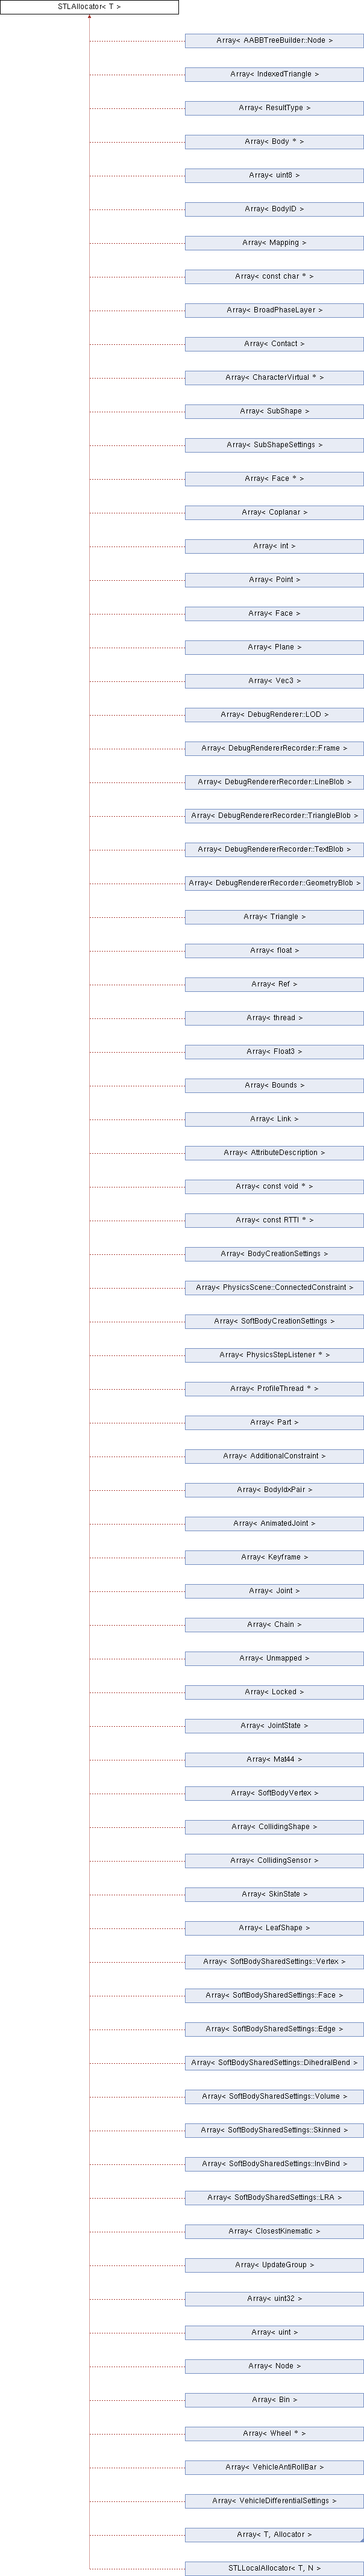 STLAllocator< T >
Array< AABBTreeBuilder::Node >
Array< IndexedTriangle >
Array< ResultType >
Array< Body * >
Array< uint8 >
Array< BodyID >
Array< Mapping >
Array< const char * >
Array< BroadPhaseLayer >
Array< Contact >
Array< CharacterVirtual * >
Array< SubShape >
Array< SubShapeSettings >
Array< Face * >
Array< Coplanar >
Array< int >
Array< Point >
Array< Face >
Array< Plane >
Array< Vec3 >
Array< DebugRenderer::LOD >
Array< DebugRendererRecorder::Frame >
Array< DebugRendererRecorder::LineBlob >
Array< DebugRendererRecorder::TriangleBlob >
Array< DebugRendererRecorder::TextBlob >
Array< DebugRendererRecorder::GeometryBlob >
Array< Triangle >
Array< float >
Array< Ref >
Array< thread >
Array< Float3 >
Array< Bounds >
Array< Link >
Array< AttributeDescription >
Array< const void * >
Array< const RTTI * >
Array< BodyCreationSettings >
Array< PhysicsScene::ConnectedConstraint >
Array< SoftBodyCreationSettings >
Array< PhysicsStepListener * >
Array< ProfileThread * >
Array< Part >
Array< AdditionalConstraint >
Array< BodyIdxPair >
Array< AnimatedJoint >
Array< Keyframe >
Array< Joint >
Array< Chain >
Array< Unmapped >
Array< Locked >
Array< JointState >
Array< Mat44 >
Array< SoftBodyVertex >
Array< CollidingShape >
Array< CollidingSensor >
Array< SkinState >
Array< LeafShape >
Array< SoftBodySharedSettings::Vertex >
Array< SoftBodySharedSettings::Face >
Array< SoftBodySharedSettings::Edge >
Array< SoftBodySharedSettings::DihedralBend >
Array< SoftBodySharedSettings::Volume >
Array< SoftBodySharedSettings::Skinned >
Array< SoftBodySharedSettings::InvBind >
Array< SoftBodySharedSettings::LRA >
Array< ClosestKinematic >
Array< UpdateGroup >
Array< uint32 >
Array< uint >
Array< Node >
Array< Bin >
Array< Wheel * >
Array< VehicleAntiRollBar >
Array< VehicleDifferentialSettings >
Array< T, Allocator >
STLLocalAllocator< T, N >